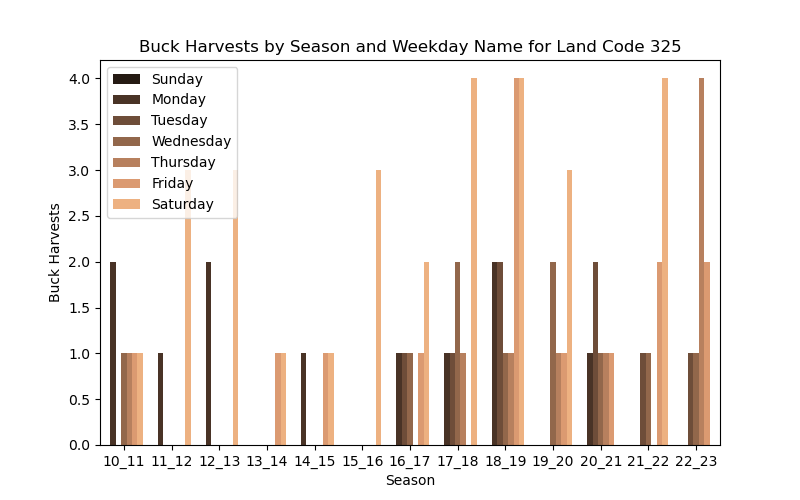 Buck Harvests by Season and Weekday Name for Land Code 325
Sunday
Monday
Tuesday
Wednesday
Thursday
Friday
Saturday
4.0
3.5
3.0
2.5
2.0
1.5
1.0
0.5
0.0
Buck Harvests
10_11 11_12 12_13 13_14 14_15 15_16 16_17 17_18 18_19 19_20 20_21 21_22 22_23
Season